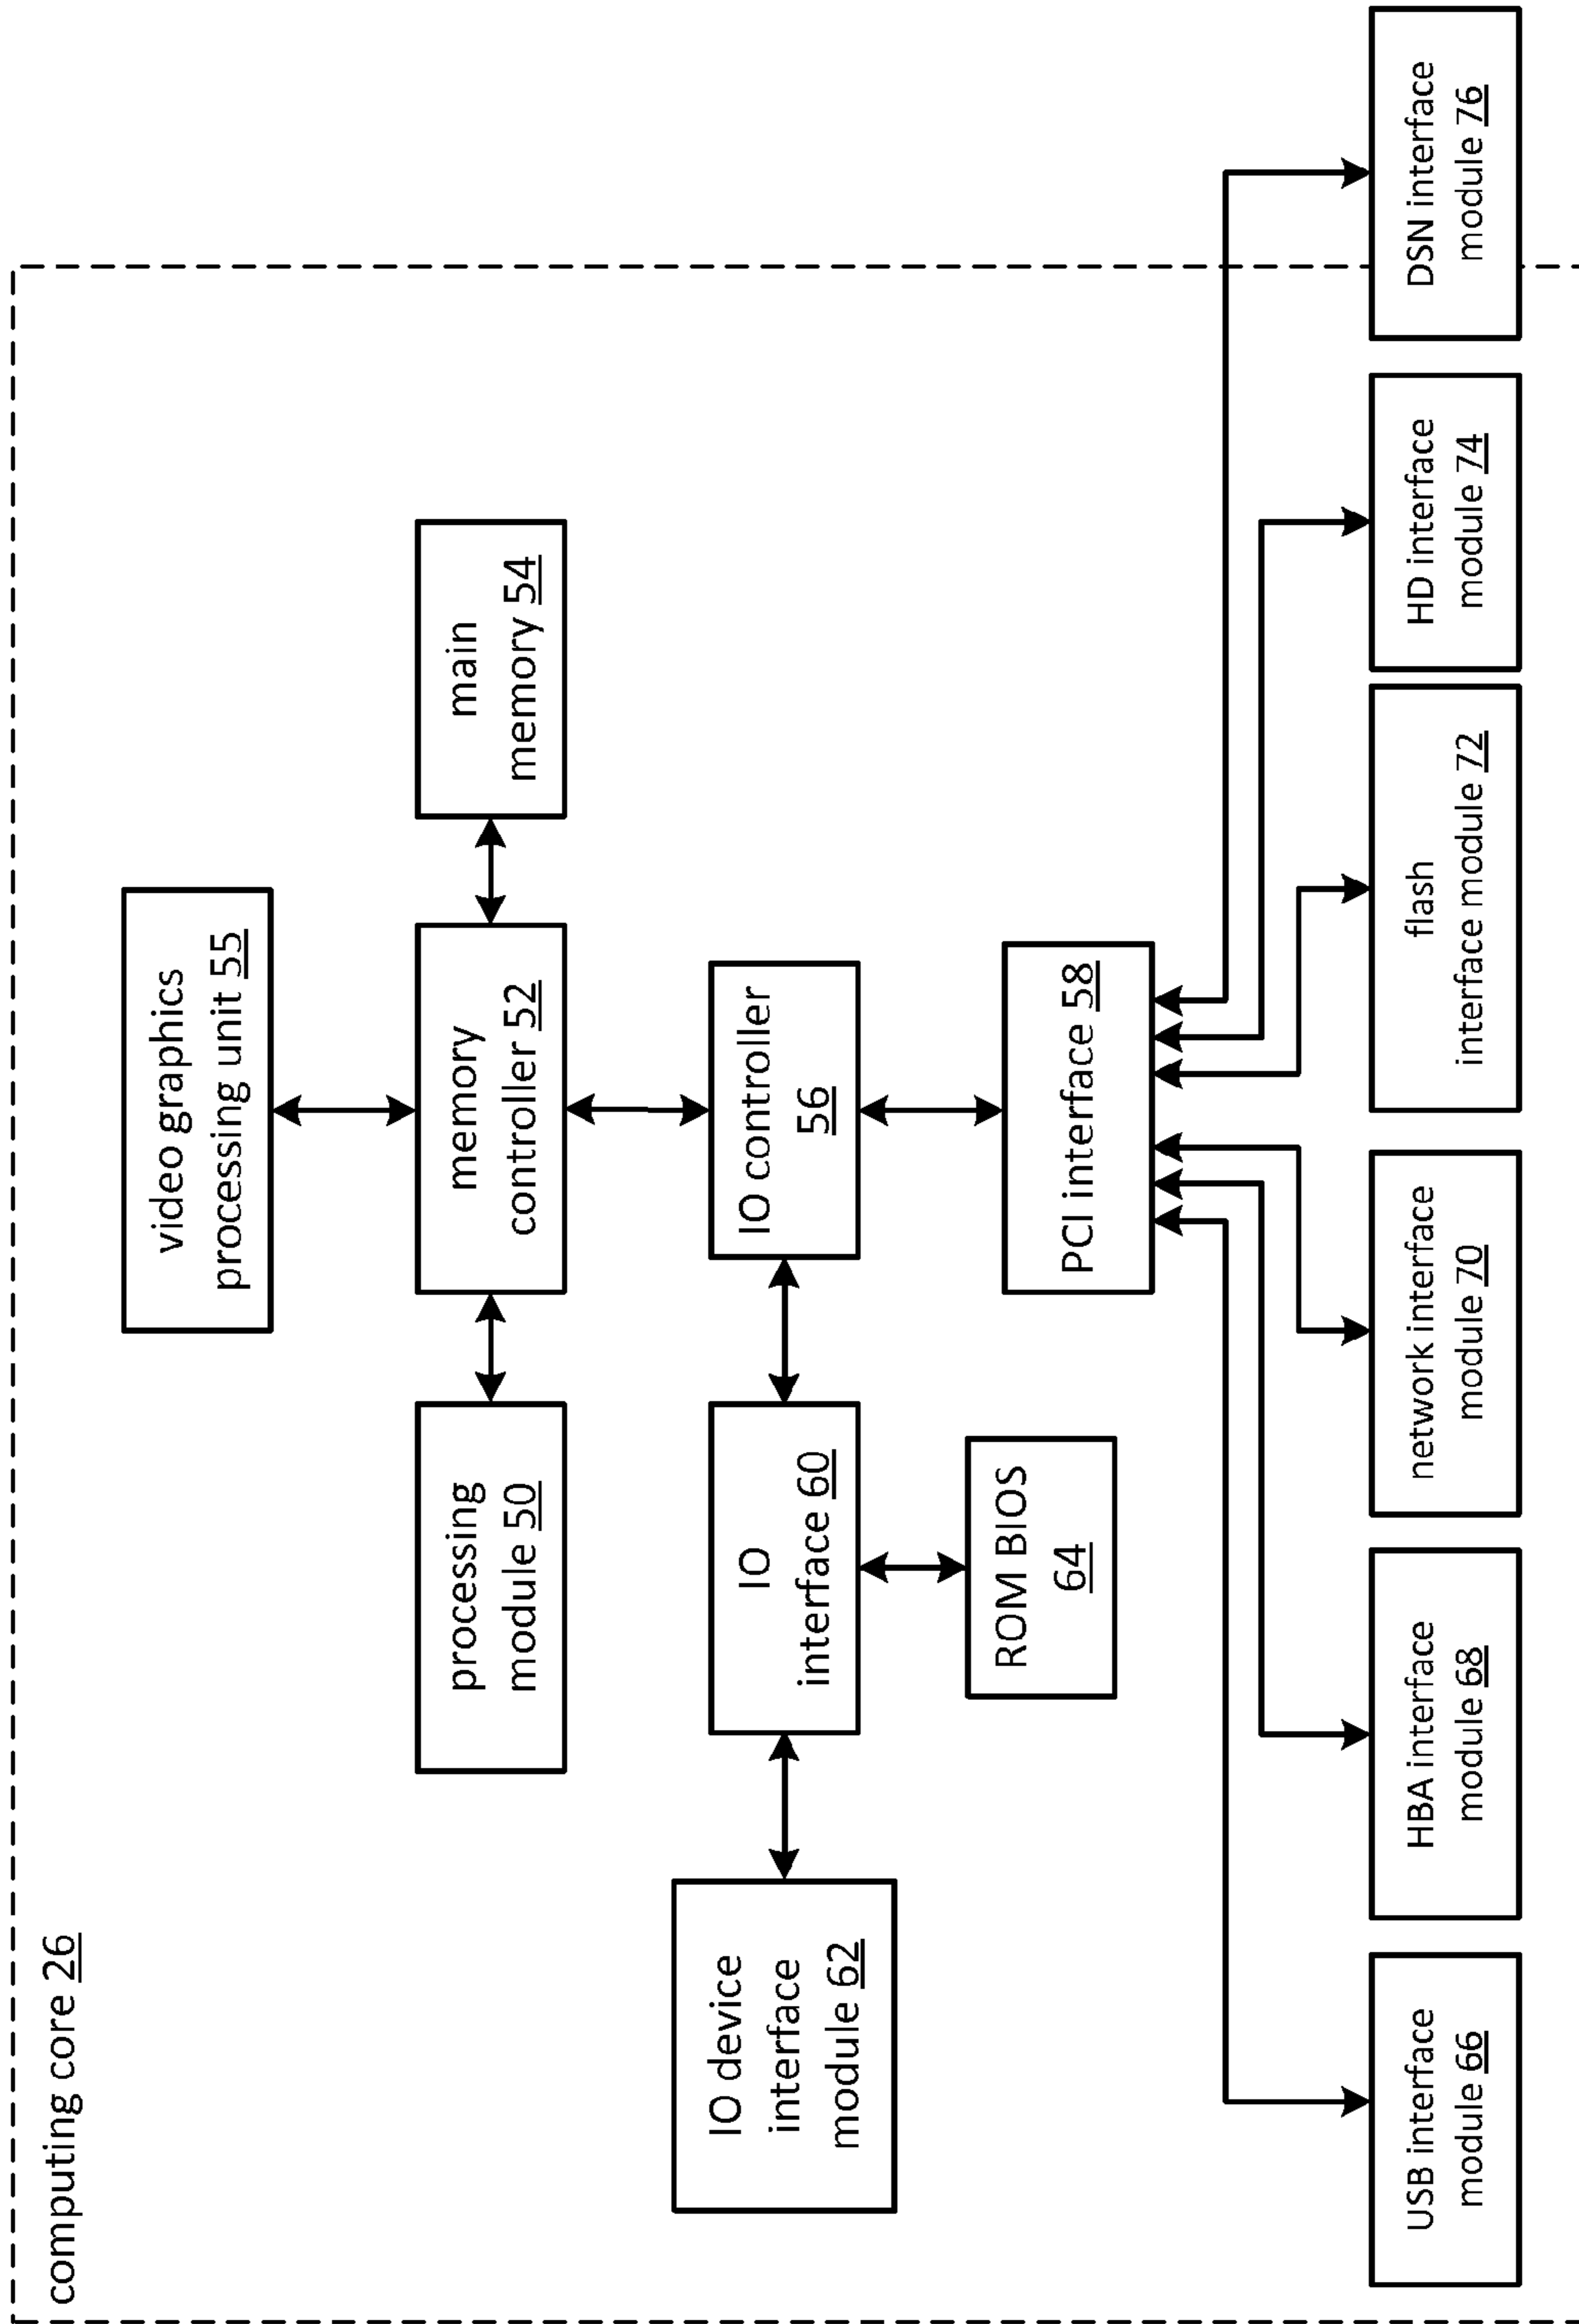 computing core 26
video graphics
processing unit 55
processing
module 50
memory
controller 52
main
memory 54
IO device
interface
module 62
IO
interface 60
IO controller
56
ROM BIOS
64
PCI interface 58
USB interface
module 66
HBA interface
module 68
network interface
module 70
flash
interface module 72
HD interface
module 74
DSN interface
module 76